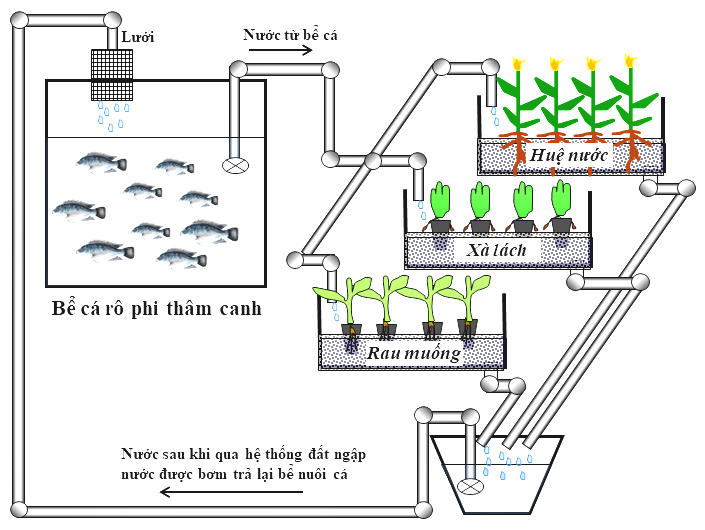 Lưới
Nước từ bể cá
Huệ nước
Xà lách
Bể cá rô phi thâm canh
Rau muống
Nước sau khi qua hệ thống đất ngập
nước được bơm trả lại bể nuôi cá